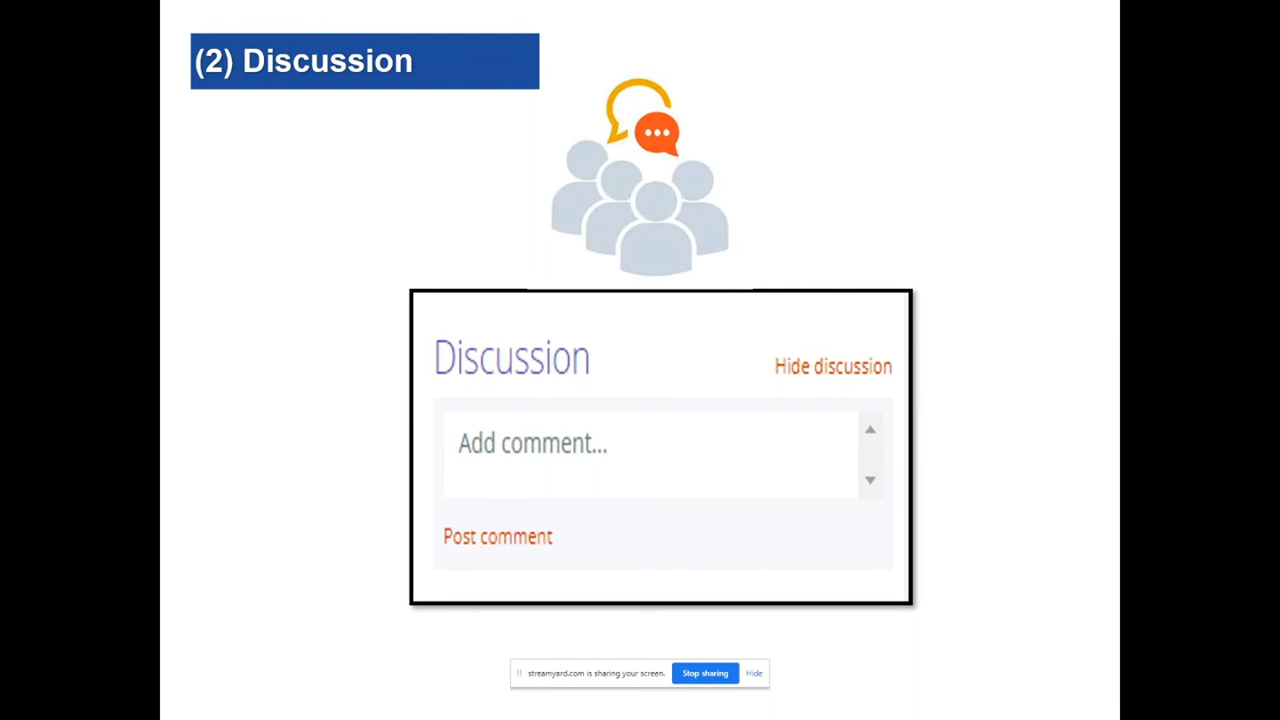 (2) Discussion
Discussion
Hide discussion
Add comment...
Post comment
streamyard.com is sharing your screen.
Stop sharing
Hide